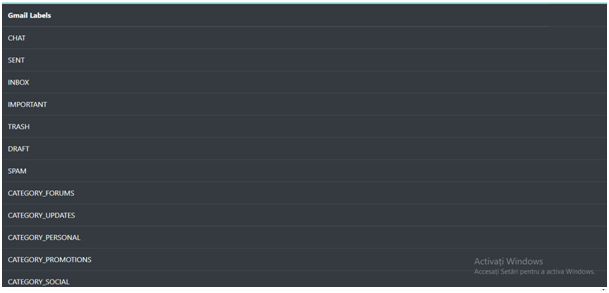 Gmail Labels
CHAT
SENT
INBOX
IMPORTANT
TRASH
DRAFT
SPAM
CATEGORY_FORUMS
CATEGORY_UPDATES
CATEGORY_PERSONAL
CATEGORY_PROMOTIONS
CATEGORY_SOCIAL
Activați Windows
Accesați Setări pentru a activa Windows.